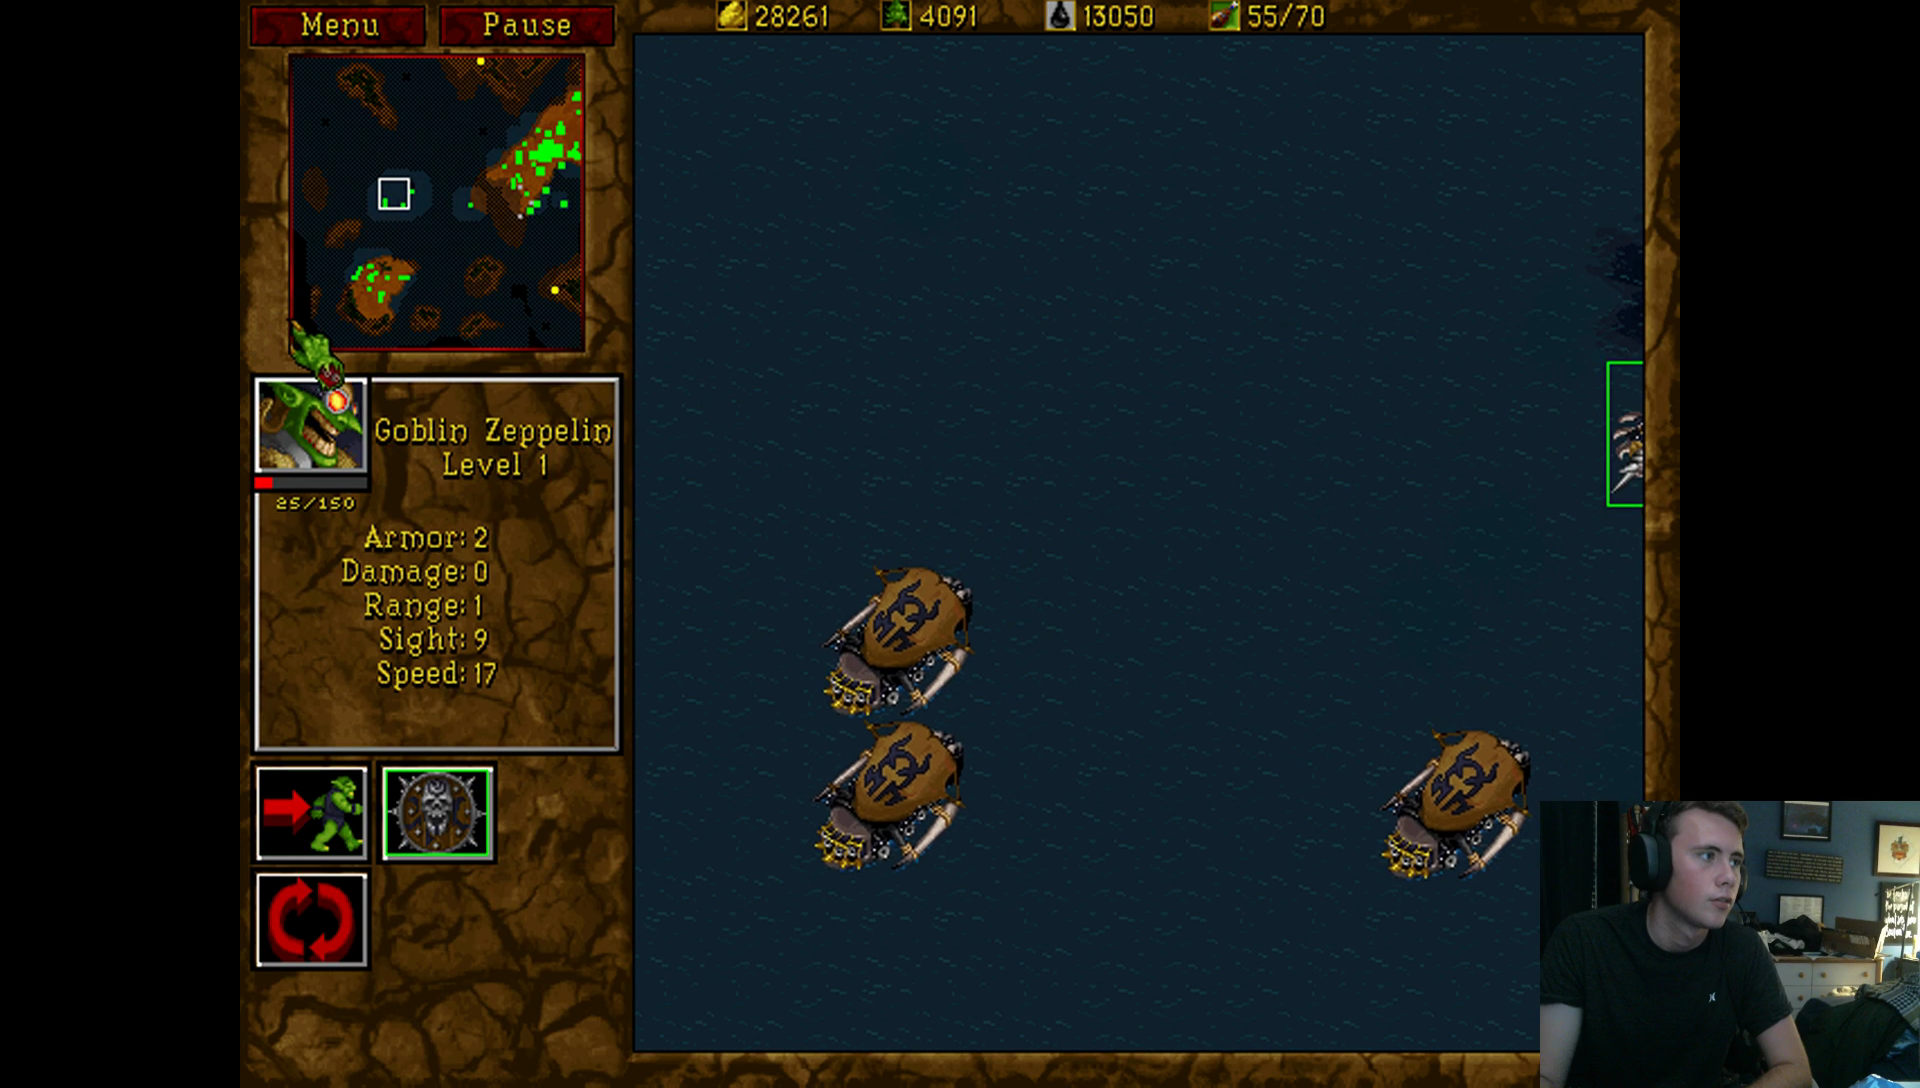 Menu
Pause
28261
4091
13050
55/70
Goblin Zeppelin
Level 1
25/150
Armor: 2
Damage: 0
Range: 1
Sight: 9
Speed: 17